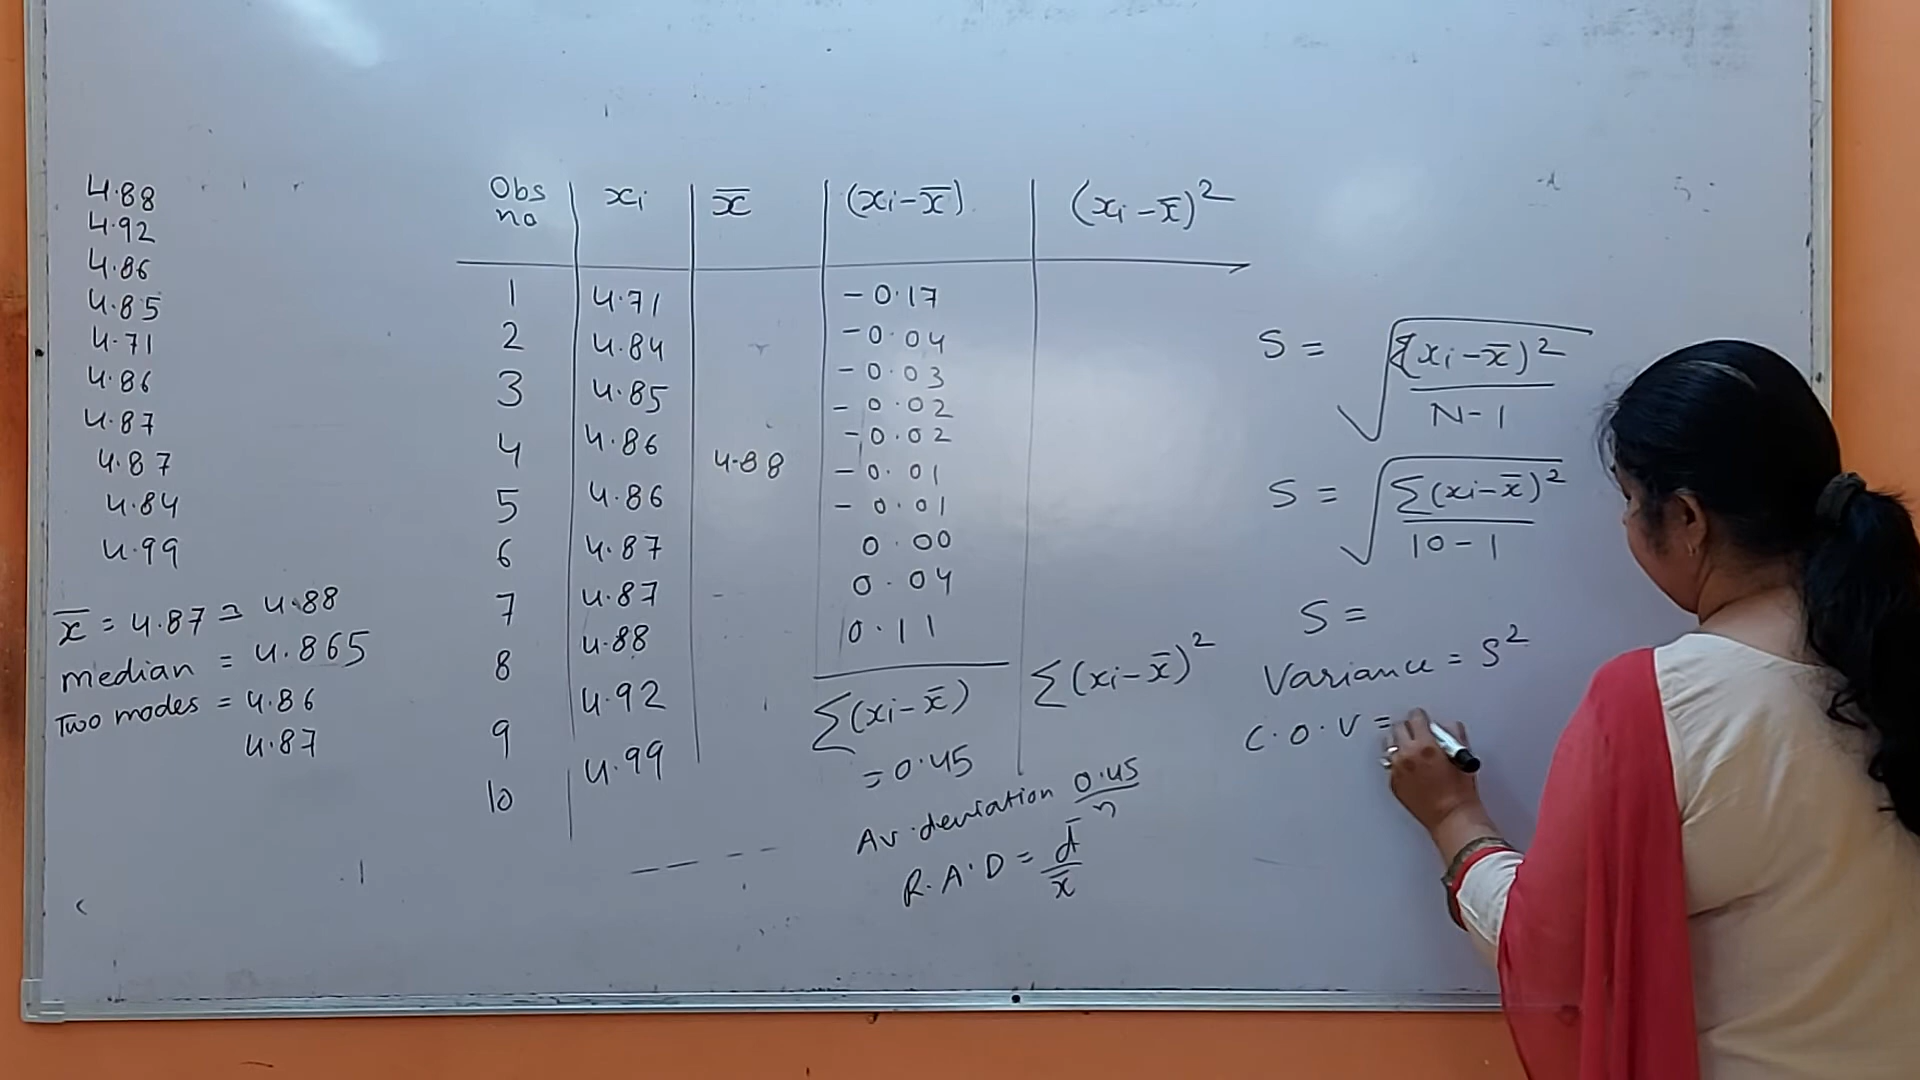 4.88
4.92
4.86
4.85
4.71
4.86
4.87
4.87
4.84
4.99
x̅ = 4.87 ≃ 4.88
median = 4.865
Two modes = 4.86
4.87
Obs no | xi | x̅ | (xi-x̅) | (xi-x̅)²
1 4.71 -0.17
2 4.84 -0.04
3 4.85 -0.03
4 4.86 -0.02
5 4.86 -0.02
6 4.87 -0.01
7 4.87 -0.01
8 4.88 0.00
9 4.92 0.04
10 4.99 0.11
4.88
∑(xi-x̅)
= 0.45
∑(xi-x̅)²
Av. deviation 0.45/n
R.A.D = d̅/x̅
S = √(∑(xi-x̅)²/N-1)
S = √(∑(xi-x̅)²/10-1)
S =
Variance = S²
C.O.V =